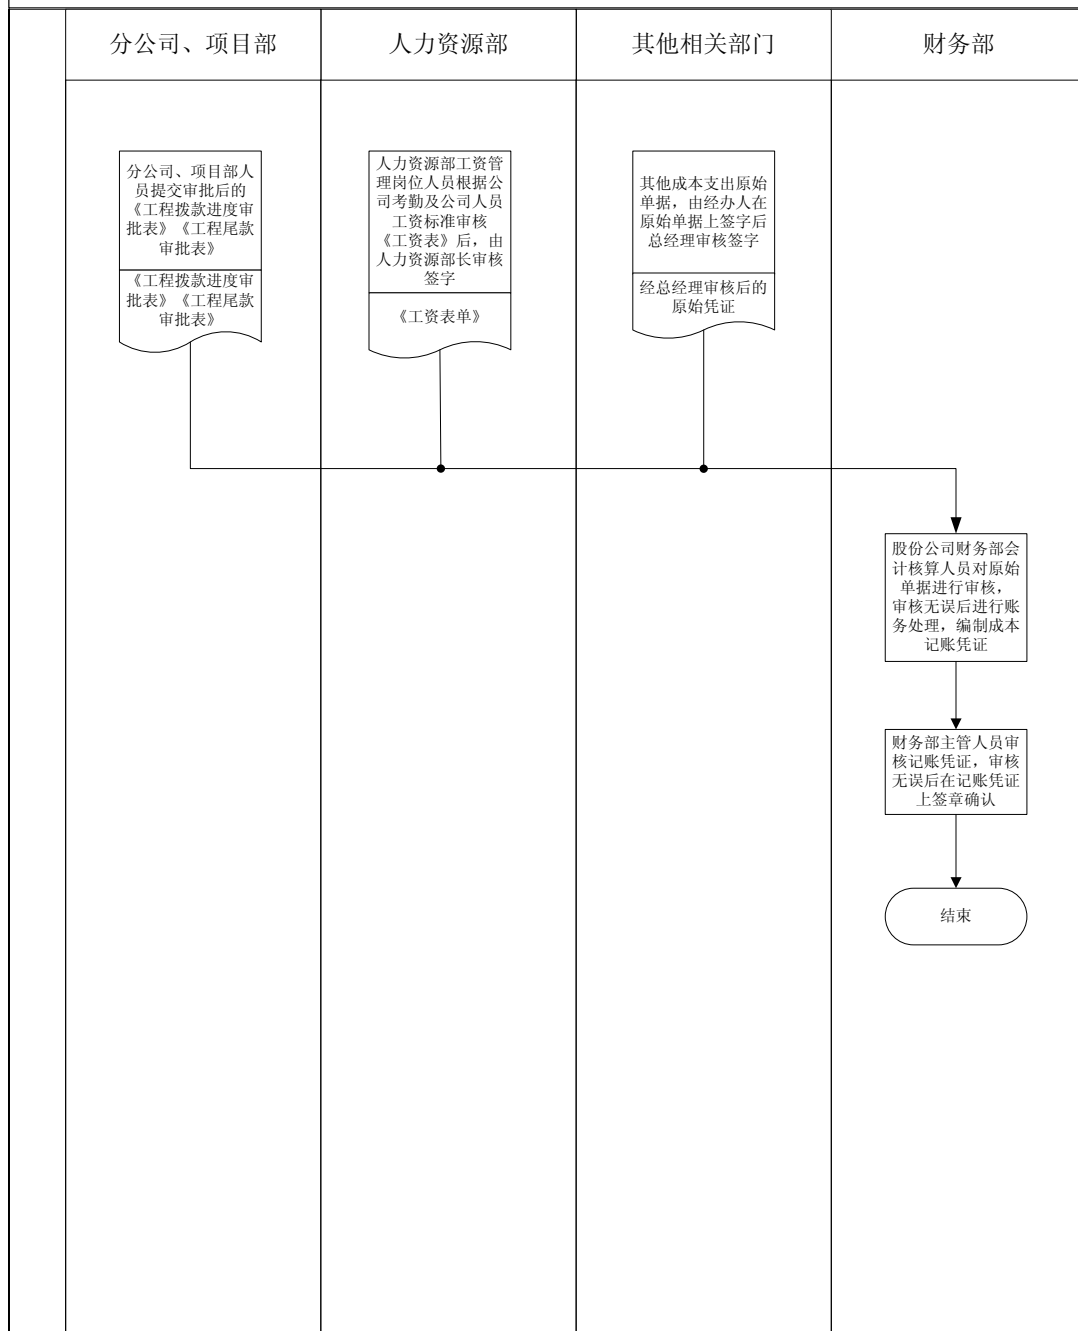 分公司、项目部
人力资源部
其他相关部门
财务部
分公司、项目部人
员提交审批后的
《工程拨款进度审
批表》《工程尾款
审批表》
《工程拨款进度审
批表》《工程尾款
审批表》
人力资源部工资管
理岗位人员根据公
司考勤及公司人员
工资标准审核
《工资表》后，由
人力资源部长审核
签字
《工资表单》
其他成本支出原始
单据，由经办人在
原始单据上签字后
总经理审核签字
经总经理审核后的
原始凭证
股份公司财务部会
计核算人员对原始
单据进行审核，
审核无误后进行账
务处理，编制成本
记账凭证
财务部主管人员审
核记账凭证，审核
无误后在记账凭证
上签章确认
结束